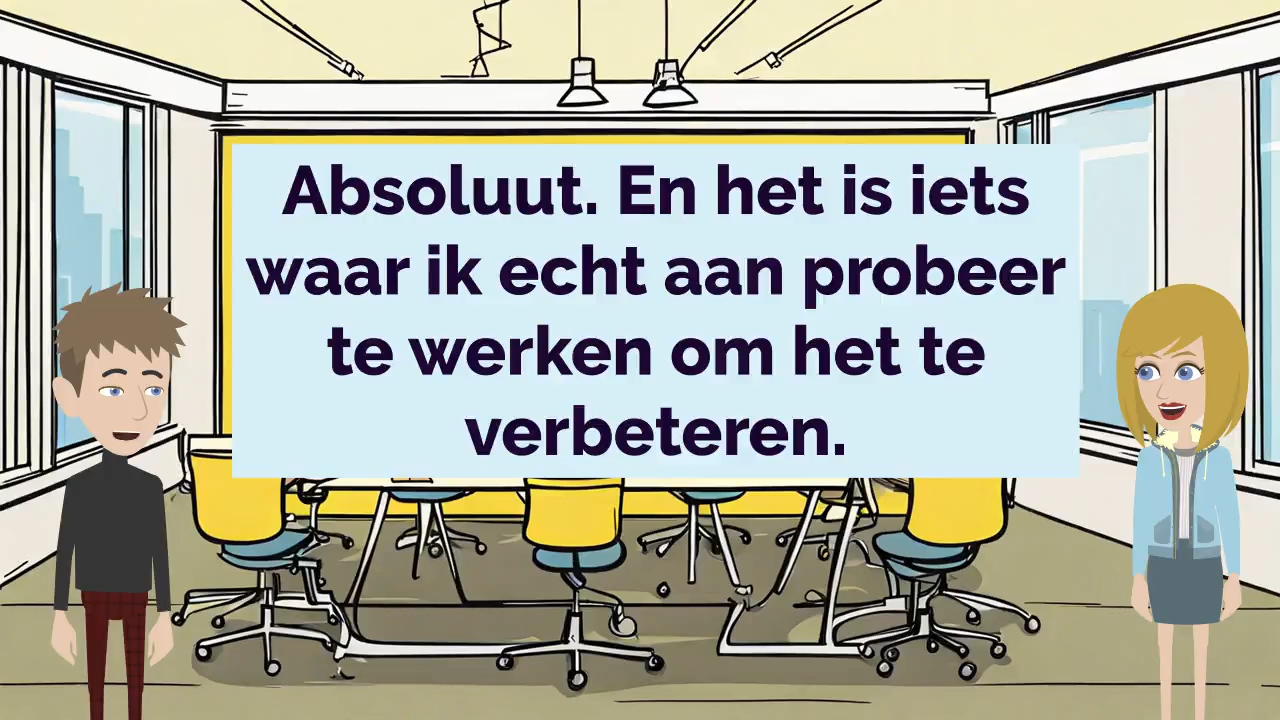 Absoluut. En het is iets
waar ik echt aan probeer
te werken om het te
verbeteren.